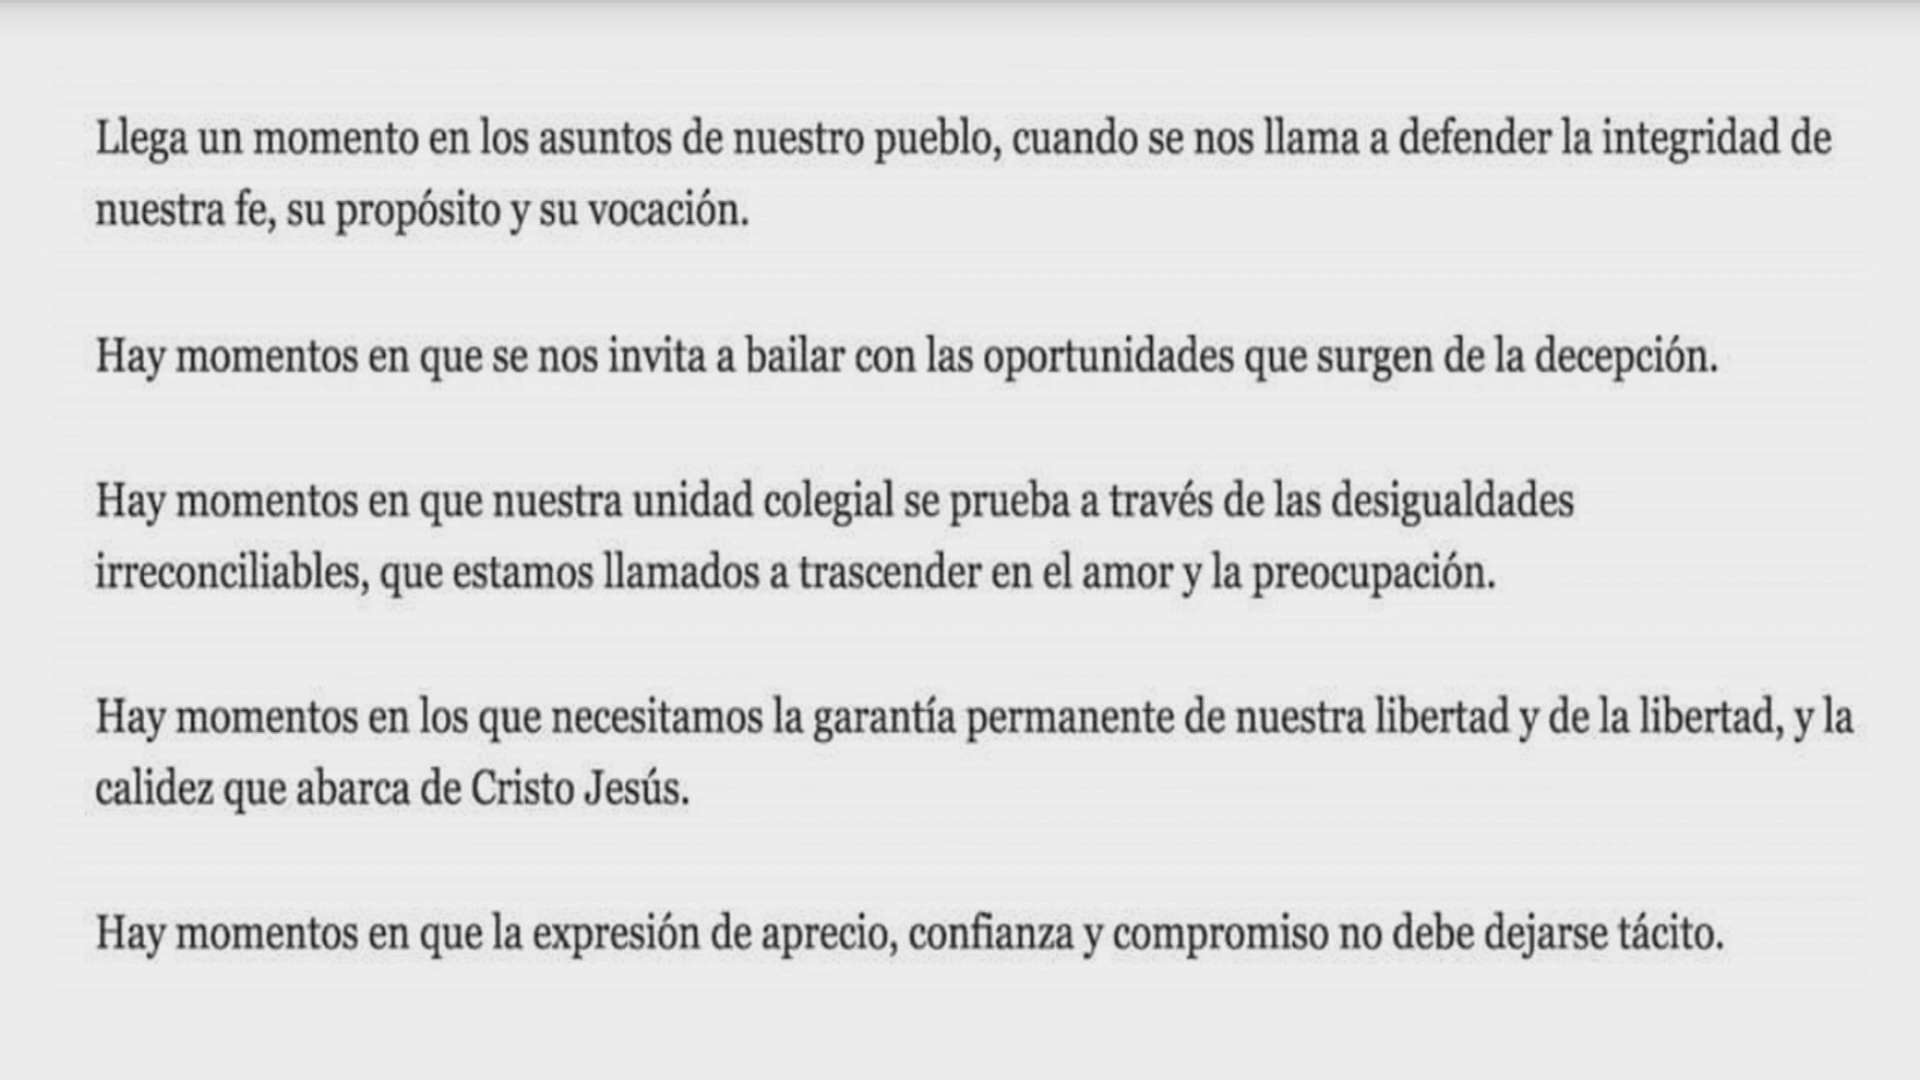 Llega un momento en los asuntos de nuestro pueblo, cuando se nos llama a defender la integridad de
nuestra fe, su propósito y su vocación.
Hay momentos en que se nos invita a bailar con las oportunidades que surgen de la decepción.
Hay momentos en que nuestra unidad colegial se prueba a través de las desigualdades
irreconciliables, que estamos llamados a trascender en el amor y la preocupación.
Hay momentos en los que necesitamos la garantía permanente de nuestra libertad y de la libertad, y la
calidez que abarca de Cristo Jesús.
Hay momentos en que la expresión de aprecio, confianza y compromiso no debe dejarse tácito.